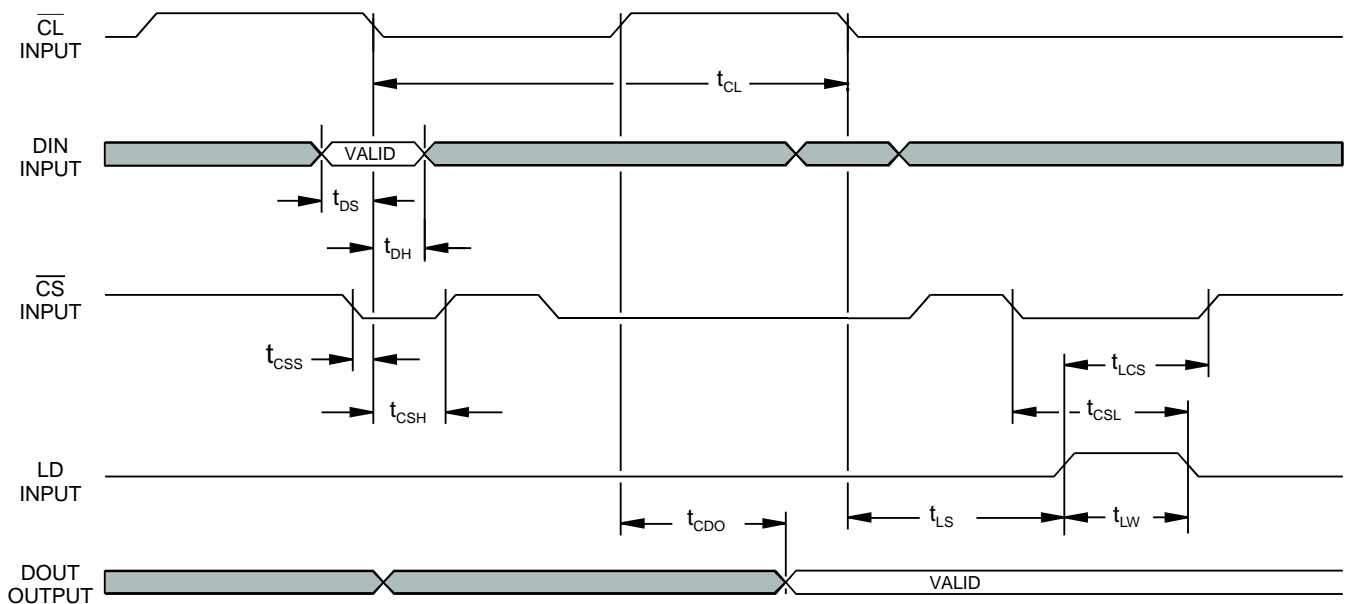 CL
INPUT
tCL
DIN
INPUT
VALID
tDS
tDH
CS
INPUT
tCSS
tLCS
tCSH
tCSL
LD
INPUT
tCDO
tLS
tLW
DOUT
OUTPUT
VALID